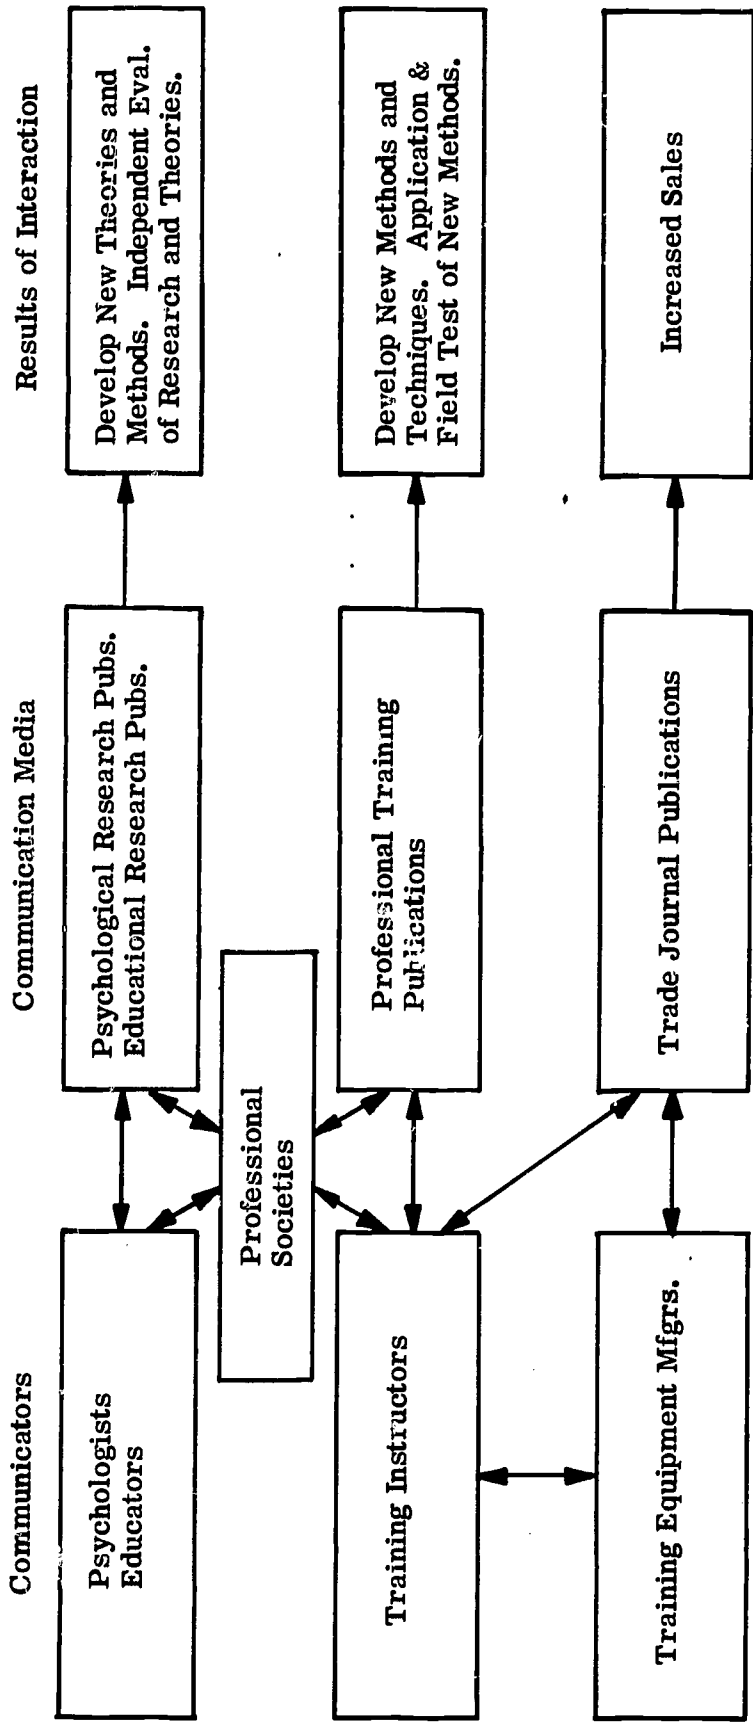 Communicators
Communication Media
Results of Interaction
Psychologists
Educators
Psychological Research Pubs.
Educational Research Pubs.
Develop New Theories and
Methods. Independent Eval.
of Research and Theories.
Professional
Societies
Training Instructors
Professional Training
Publications
Develop New Methods and
Techniques. Application &
Field Test of New Methods.
Training Equipment Mfgrs.
Trade Journal Publications
Increased Sales